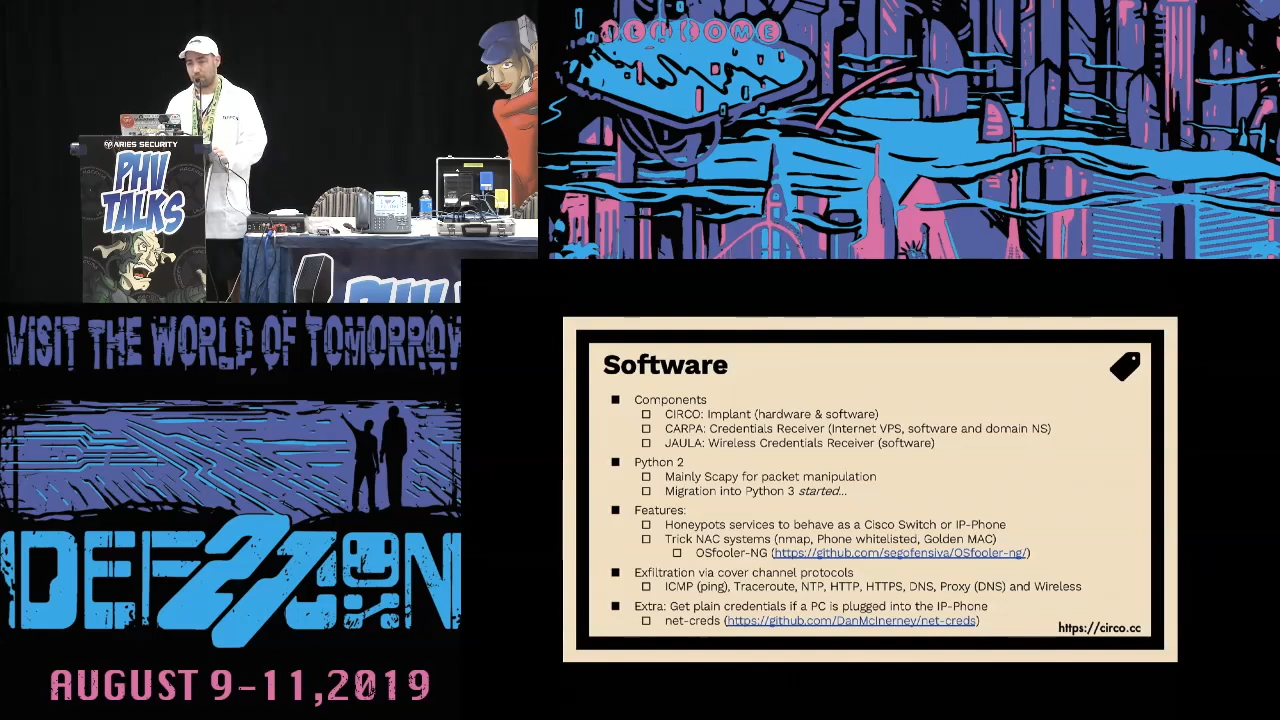 WELCOME
ARIES SECURITY
PHV
TALKS
VISIT THE WORLD OF TOMORROW
DEF CON
27
AUGUST 9-11,2019
Software
■ Components
□ CIRCO: Implant (hardware & software)
□ CARPA: Credentials Receiver (Internet VPS, software and domain NS)
□ JAULA: Wireless Credentials Receiver (software)
■ Python 2
□ Mainly Scapy for packet manipulation
□ Migration into Python 3 started...
■ Features:
□ Honeypots services to behave as a Cisco Switch or IP-Phone
□ Trick NAC systems (nmap, Phone whitelisted, Golden MAC)
□ OSfooler-NG (https://github.com/segofensiva/OSfooler-ng/)
■ Exfiltration via cover channel protocols
□ ICMP (ping), Traceroute, NTP, HTTP, HTTPS, DNS, Proxy (DNS) and Wireless
■ Extra: Get plain credentials if a PC is plugged into the IP-Phone
□ net-creds (https://github.com/DanMcInerney/net-creds)
https://circo.cc